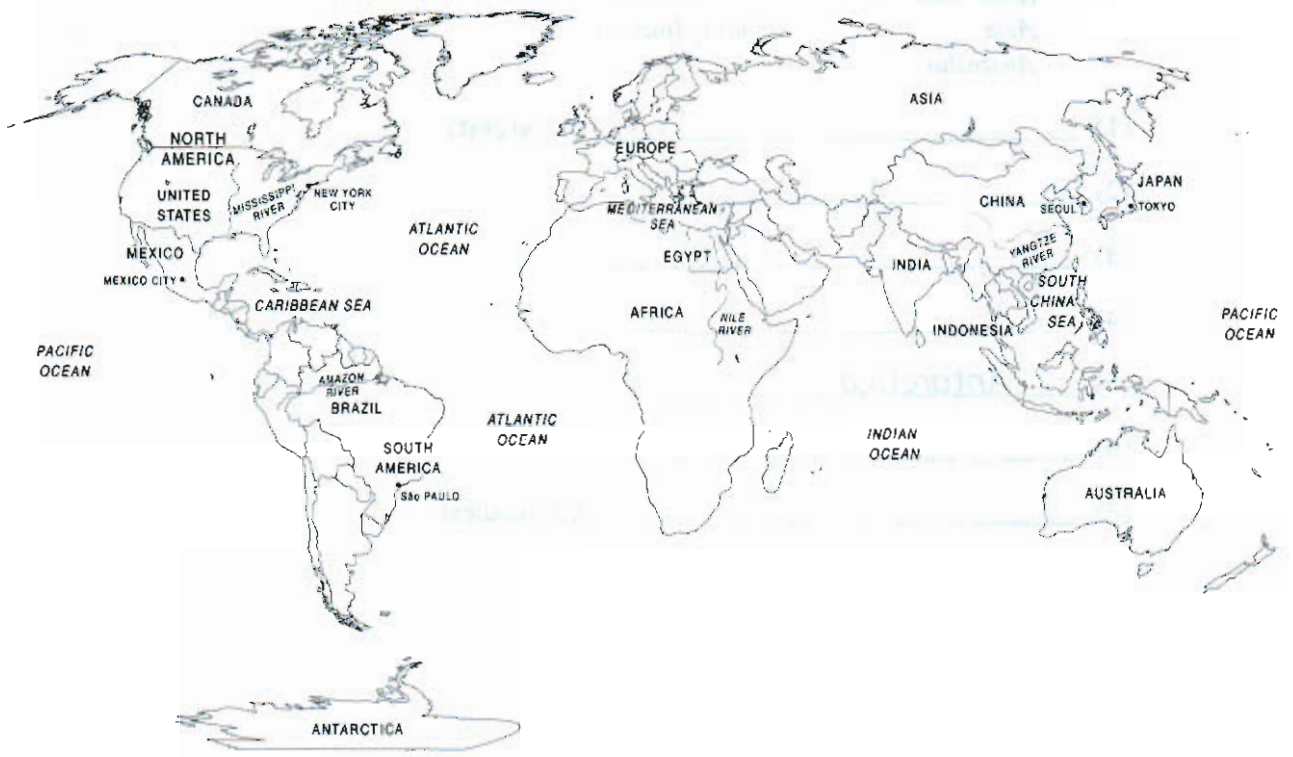 Asia
CANADA
NORTH
AMERICA
UNITED
STATES
MISSISSIPPI
RIVER
NEW YORK
CITY
MEXICO
MEXICO CITY
CARIBBEAN SEA
ATLANTIC
OCEAN
PACIFIC
OCEAN
AMAZON
RIVER
BRAZIL
SOUTH
AMERICA
São PAULO
ATLANTIC
OCEAN
EUROPE
MEDITERRANEAN
SEA
EGYPT
AFRICA
NILE
RIVER
ASIA
CHINA
JAPAN
SEOUL
TOKYO
YANGTZE
RIVER
INDIA
SOUTH
CHINA
SEA
INDONESIA
PACIFIC
OCEAN
INDIAN
OCEAN
AUSTRALIA
ANTARCTICA
Antarctica